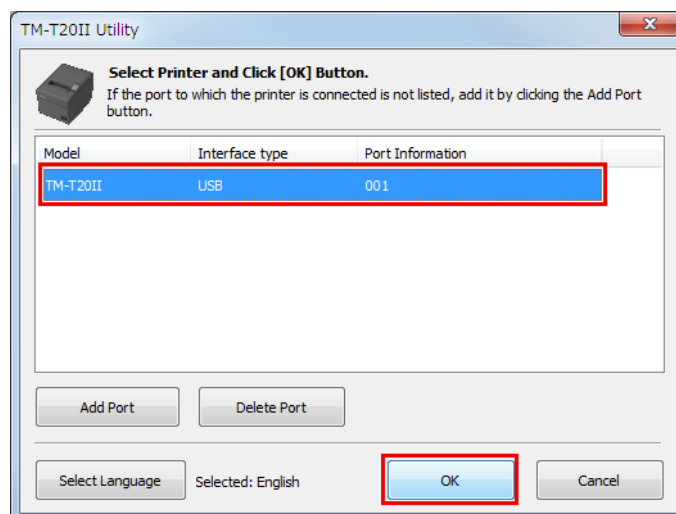 TM-T20II Utility
Select Printer and Click [OK] Button.
If the port to which the printer is connected is not listed, add it by clicking the Add Port
button.
Model Interface type Port Information
TM-T20II USB 001
Add Port Delete Port
Select Language Selected: English OK Cancel